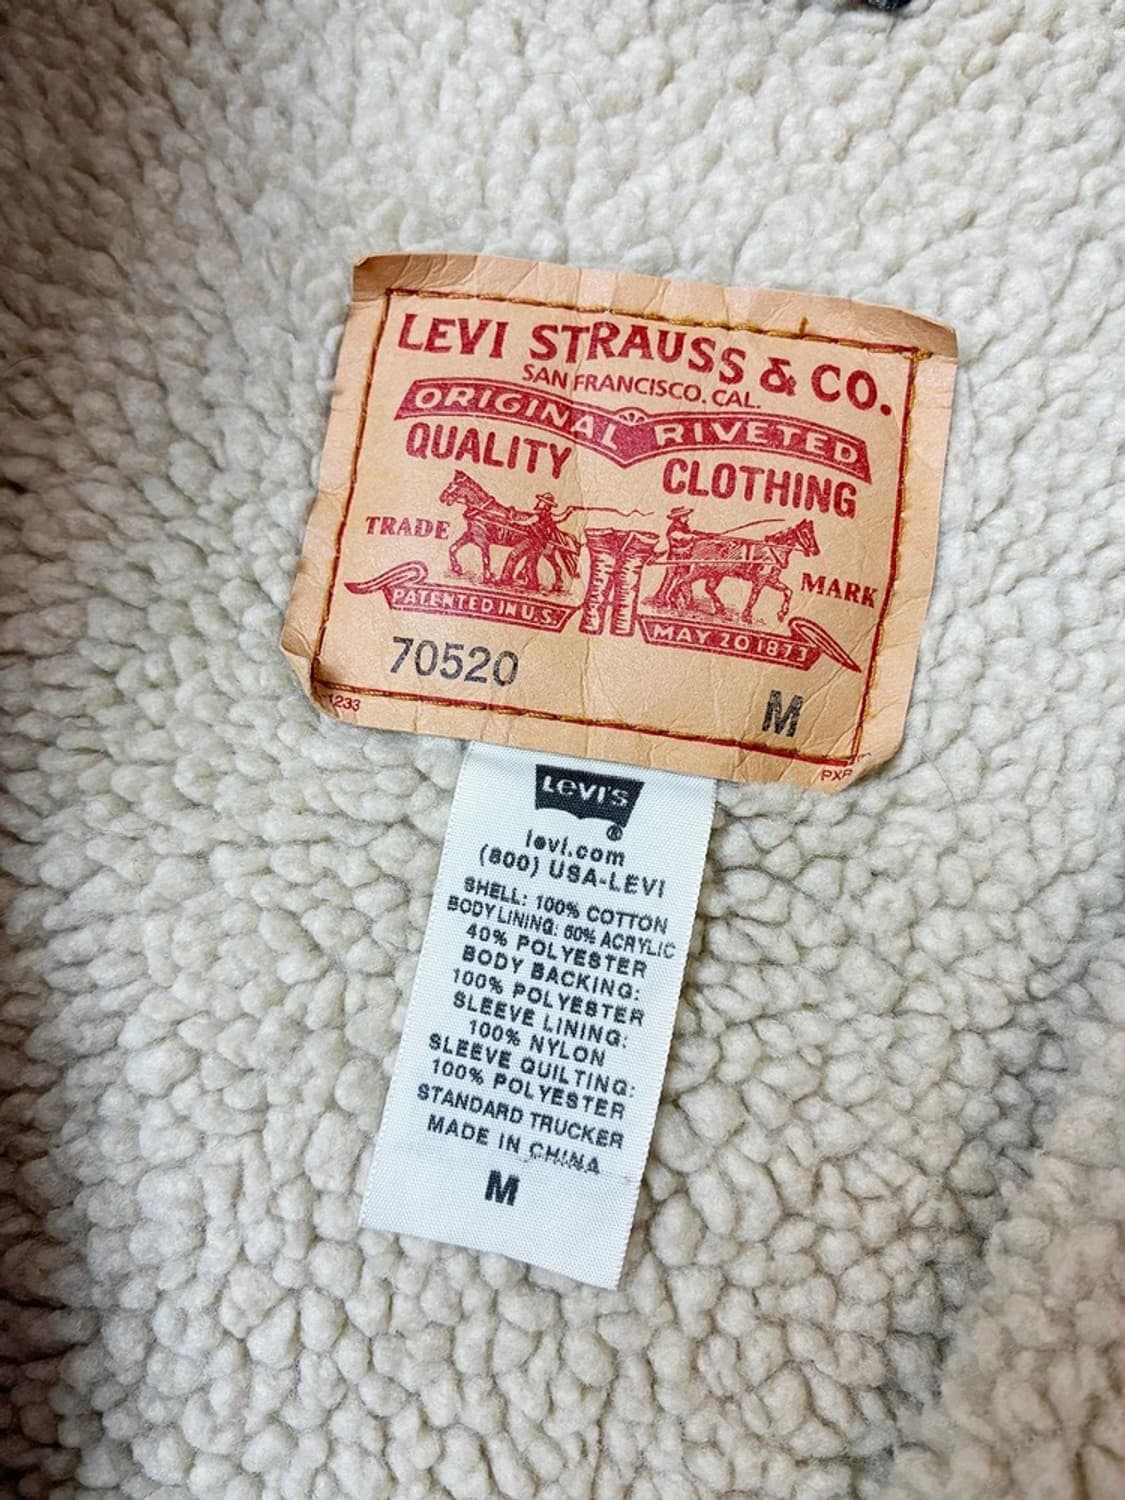 LEVI STRAUSS & CO.
SAN FRANCISCO. CAL.
ORIGINAL RIVETED
QUALITY CLOTHING
TRADE MARK
PATENTED IN U.S. MAY 20 1873
70520 M
1233
PXP
LEVI'S®
levi.com
(800) USA-LEVI
SHELL: 100% COTTON
BODY LINING: 60% ACRYLIC
40% POLYESTER
BODY BACKING:
100% POLYESTER
SLEEVE LINING:
100% NYLON
SLEEVE QUILTING:
100% POLYESTER
STANDARD TRUCKER
MADE IN CHINA
M